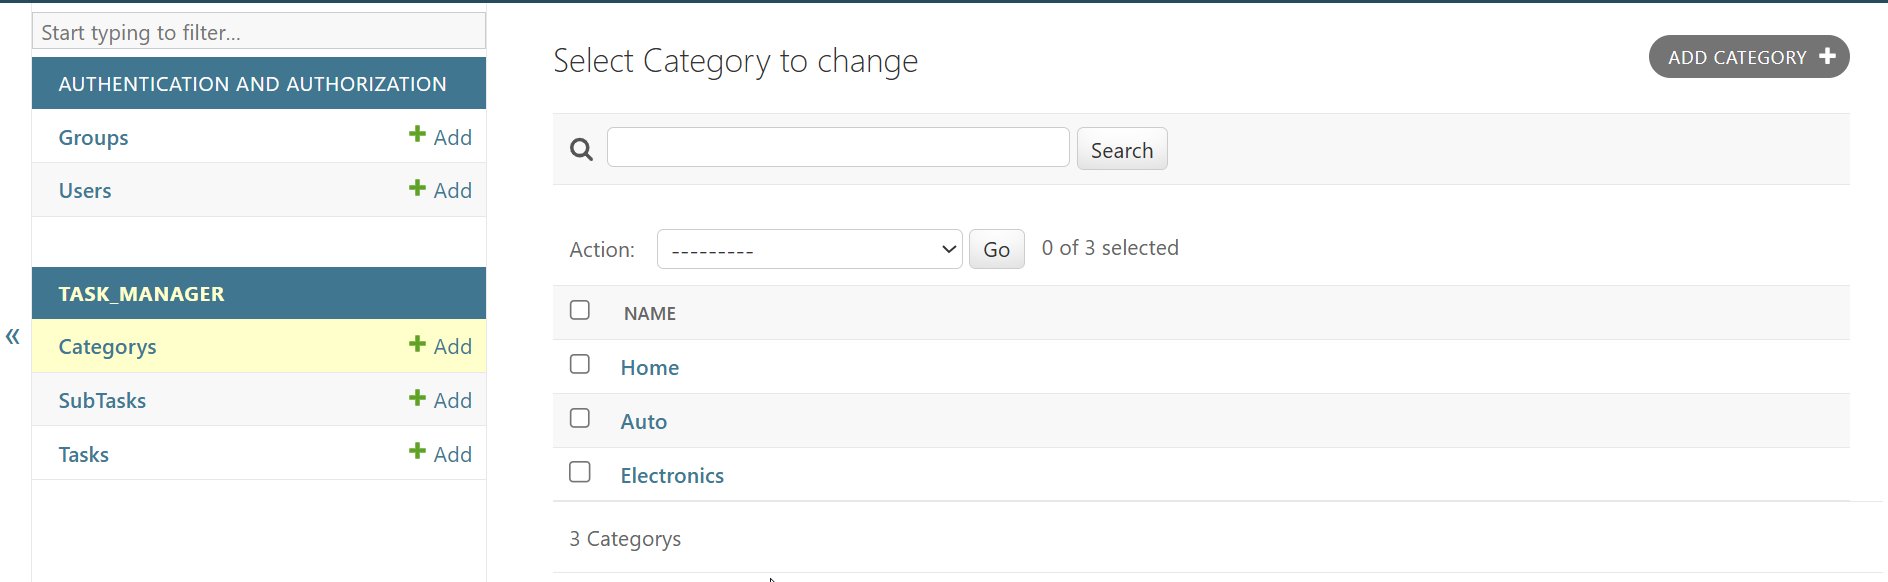 Start typing to filter...
AUTHENTICATION AND AUTHORIZATION
Groups + Add
Users + Add
TASK_MANAGER
«
Categorys + Add
SubTasks + Add
Tasks + Add
Select Category to change
ADD CATEGORY +
Search
Action: --------- Go 0 of 3 selected
NAME
Home
Auto
Electronics
3 Categorys